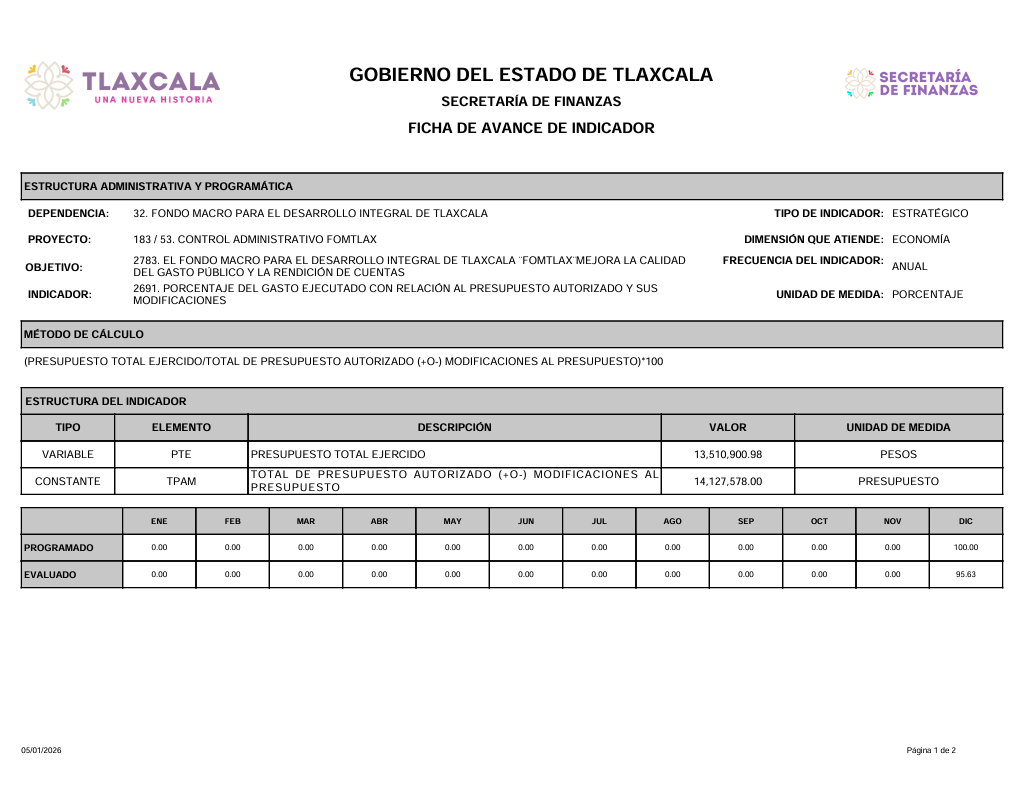 TLAXCALA
UNA NUEVA HISTORIA
GOBIERNO DEL ESTADO DE TLAXCALA
SECRETARÍA DE FINANZAS
FICHA DE AVANCE DE INDICADOR
SECRETARÍA
DE FINANZAS
ESTRUCTURA ADMINISTRATIVA Y PROGRAMÁTICA
DEPENDENCIA: 32. FONDO MACRO PARA EL DESARROLLO INTEGRAL DE TLAXCALA TIPO DE INDICADOR: ESTRATÉGICO
PROYECTO: 183 / 53. CONTROL ADMINISTRATIVO FOMTLAX DIMENSIÓN QUE ATIENDE: ECONOMÍA
OBJETIVO: 2783. EL FONDO MACRO PARA EL DESARROLLO INTEGRAL DE TLAXCALA ¨FOMTLAX¨MEJORA LA CALIDAD
DEL GASTO PÚBLICO Y LA RENDICIÓN DE CUENTAS
FRECUENCIA DEL INDICADOR: ANUAL
INDICADOR: 2691. PORCENTAJE DEL GASTO EJECUTADO CON RELACIÓN AL PRESUPUESTO AUTORIZADO Y SUS
MODIFICACIONES
UNIDAD DE MEDIDA: PORCENTAJE
MÉTODO DE CÁLCULO
(PRESUPUESTO TOTAL EJERCIDO/TOTAL DE PRESUPUESTO AUTORIZADO (+O-) MODIFICACIONES AL PRESUPUESTO)*100
ESTRUCTURA DEL INDICADOR
TIPO ELEMENTO DESCRIPCIÓN VALOR UNIDAD DE MEDIDA
VARIABLE PTE PRESUPUESTO TOTAL EJERCIDO 13,510,900.98 PESOS
CONSTANTE TPAM TOTAL DE PRESUPUESTO AUTORIZADO (+O-) MODIFICACIONES AL
PRESUPUESTO
14,127,578.00 PRESUPUESTO
ENE FEB MAR ABR MAY JUN JUL AGO SEP OCT NOV DIC
PROGRAMADO 0.00 0.00 0.00 0.00 0.00 0.00 0.00 0.00 0.00 0.00 0.00 100.00
EVALUADO 0.00 0.00 0.00 0.00 0.00 0.00 0.00 0.00 0.00 0.00 0.00 95.63
05/01/2026 Página 1 de 2